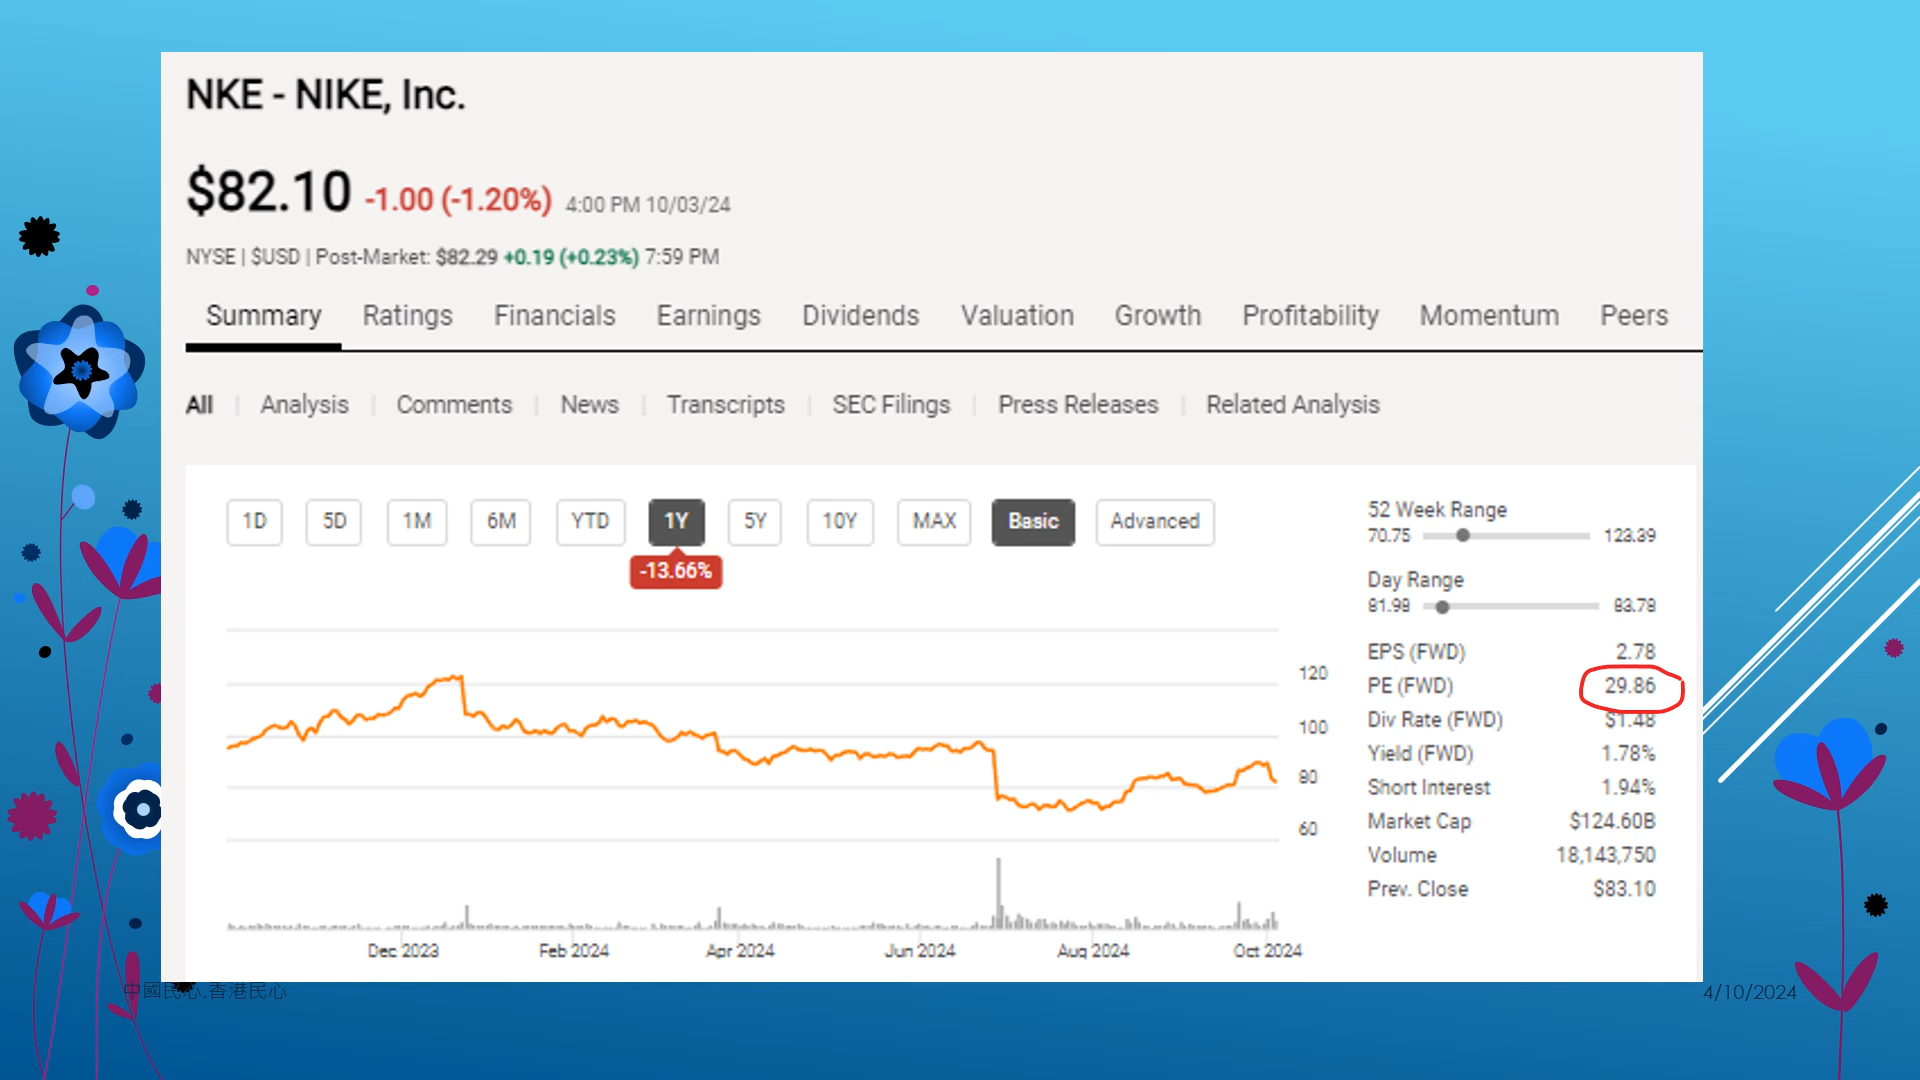 NKE - NIKE, Inc.
$82.10 -1.00 (-1.20%) 4:00 PM 10/03/24
NYSE | $USD | Post-Market: $82.29 +0.19 (+0.23%) 7:59 PM
Summary Ratings Financials Earnings Dividends Valuation Growth Profitability Momentum Peers
All | Analysis | Comments | News | Transcripts | SEC Filings | Press Releases | Related Analysis
1D 5D 1M 6M YTD 1Y 5Y 10Y MAX Basic Advanced
-13.66%
52 Week Range
70.75 123.39
Day Range
81.98 83.78
EPS (FWD) 2.78
PE (FWD) 29.86
Div Rate (FWD) $1.48
Yield (FWD) 1.78%
Short Interest 1.94%
Market Cap $124.60B
Volume 18,143,750
Prev. Close $83.10
120
100
80
60
Dec 2023 Feb 2024 Apr 2024 Jun 2024 Aug 2024 Oct 2024
中國民心.香港民心
4/10/2024